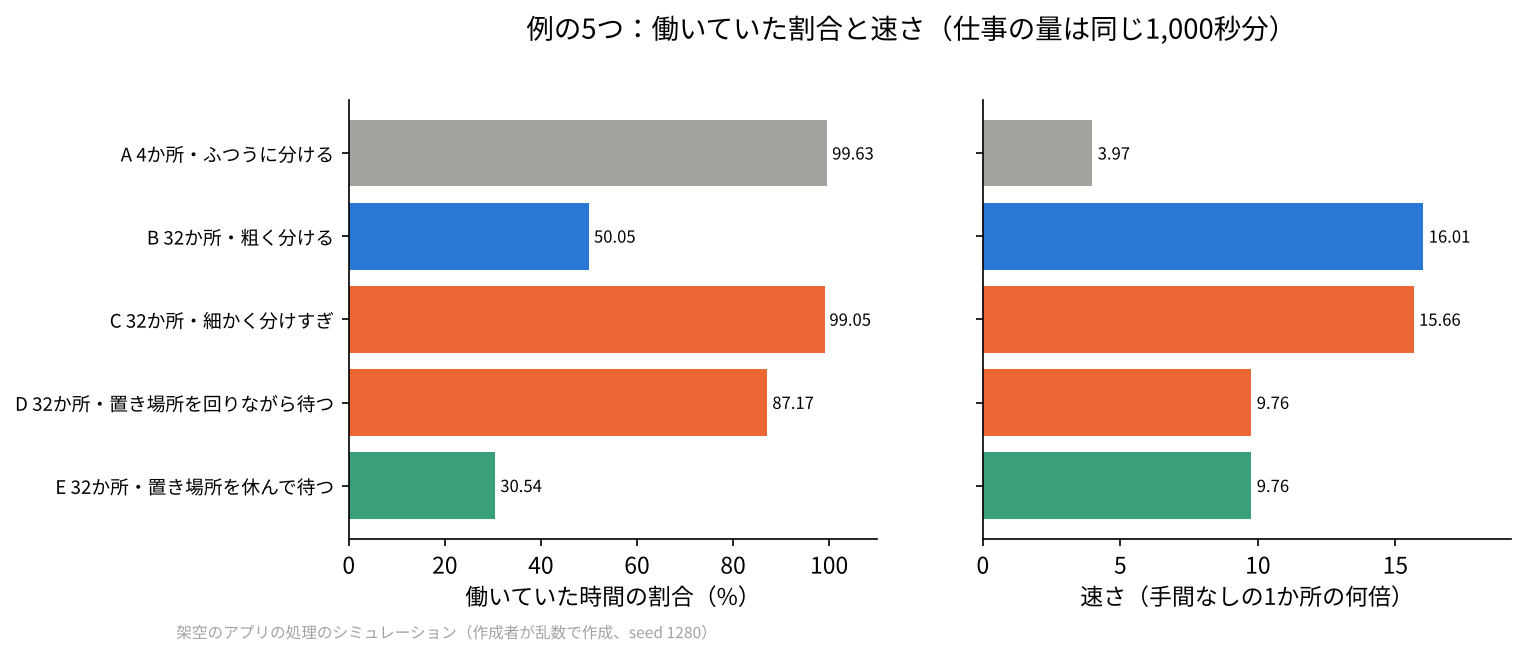 例の5つ：働いていた割合と速さ（仕事の量は同じ1,000秒分）
A 4か所・ふつうに分ける
B 32か所・粗く分ける
C 32か所・細かく分けすぎ
D 32か所・置き場所を回りながら待つ
E 32か所・置き場所を休んで待つ
99.63
50.05
99.05
87.17
30.54
0 20 40 60 80 100
働いていた時間の割合（%）
3.97
16.01
15.66
9.76
9.76
0 5 10 15
速さ（手間なしの1か所の何倍）
架空のアプリの処理のシミュレーション（作成者が乱数で作成、seed 1280）